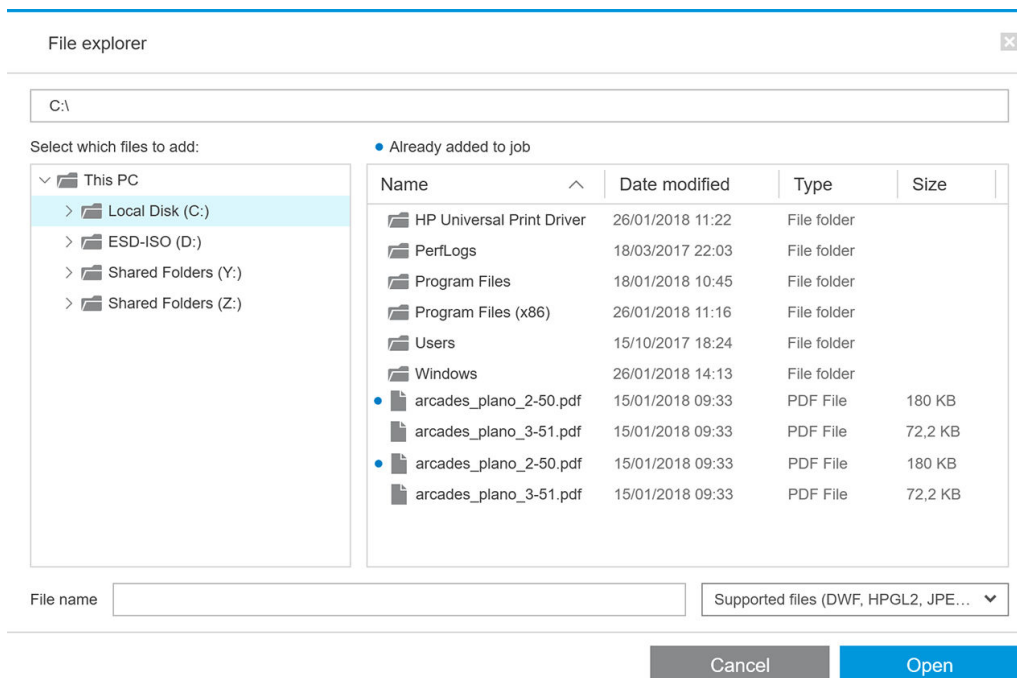 File explorer
C:\
Select which files to add:
Already added to job
This PC
Local Disk (C:)
ESD-ISO (D:)
Shared Folders (Y:)
Shared Folders (Z:)
Name Date modified Type Size
HP Universal Print Driver 26/01/2018 11:22 File folder
PerfLogs 18/03/2017 22:03 File folder
Program Files 18/01/2018 10:45 File folder
Program Files (x86) 26/01/2018 11:16 File folder
Users 15/10/2017 18:24 File folder
Windows 26/01/2018 14:13 File folder
arcades_plano_2-50.pdf 15/01/2018 09:33 PDF File 180 KB
arcades_plano_3-51.pdf 15/01/2018 09:33 PDF File 72,2 KB
arcades_plano_2-50.pdf 15/01/2018 09:33 PDF File 180 KB
arcades_plano_3-51.pdf 15/01/2018 09:33 PDF File 72,2 KB
File name
Supported files (DWF, HPGL2, JPE...
Cancel Open